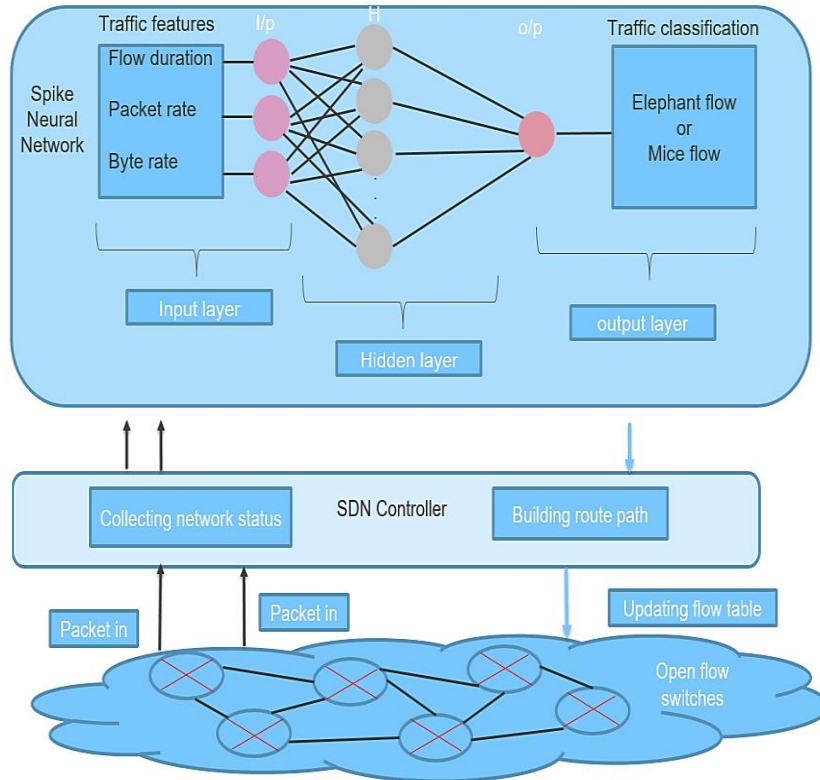 Traffic features
I/p
H
o/p
Traffic classification
Spike
Neural
Network
Flow duration
Packet rate
Byte rate
Elephant flow
or
Mice flow
Input layer
Hidden layer
output layer
Collecting network status
SDN Controller
Building route path
Packet in
Packet in
Updating flow table
Open flow
switches